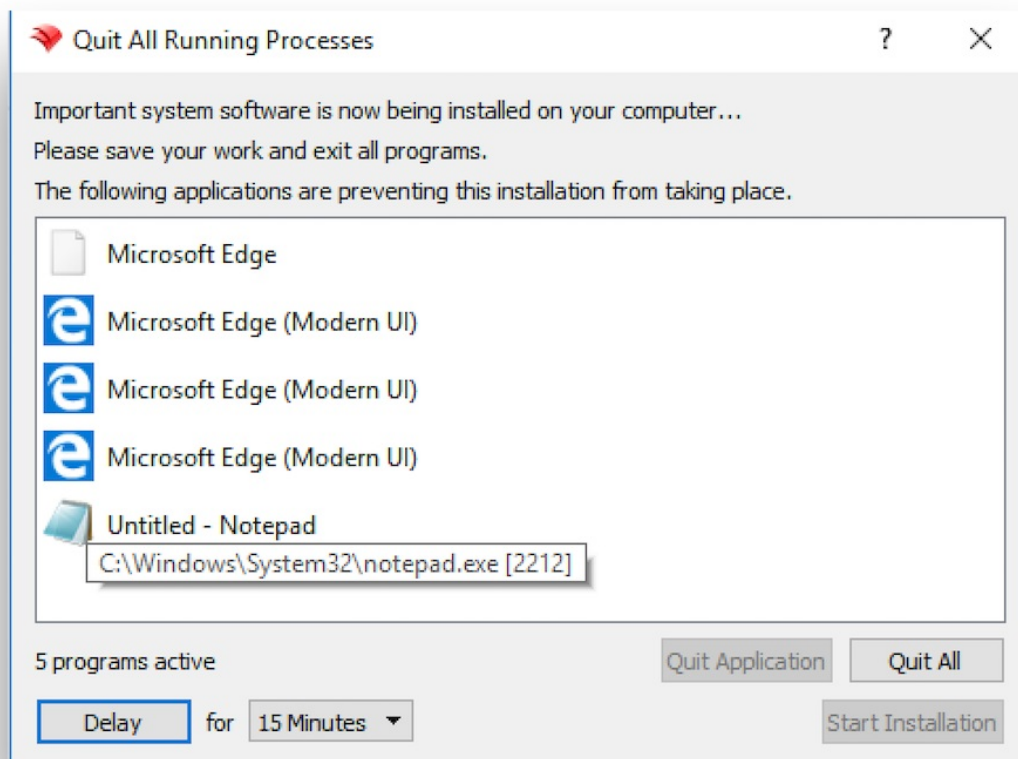 Quit All Running Processes
?
Important system software is now being installed on your computer...
Please save your work and exit all programs.
The following applications are preventing this installation from taking place.
Microsoft Edge
Microsoft Edge (Modern UI)
Microsoft Edge (Modern UI)
Microsoft Edge (Modern UI)
Untitled - Notepad
C:\Windows\System32\notepad.exe [2212]
5 programs active
Quit Application
Quit All
Delay
for
15 Minutes
Start Installation